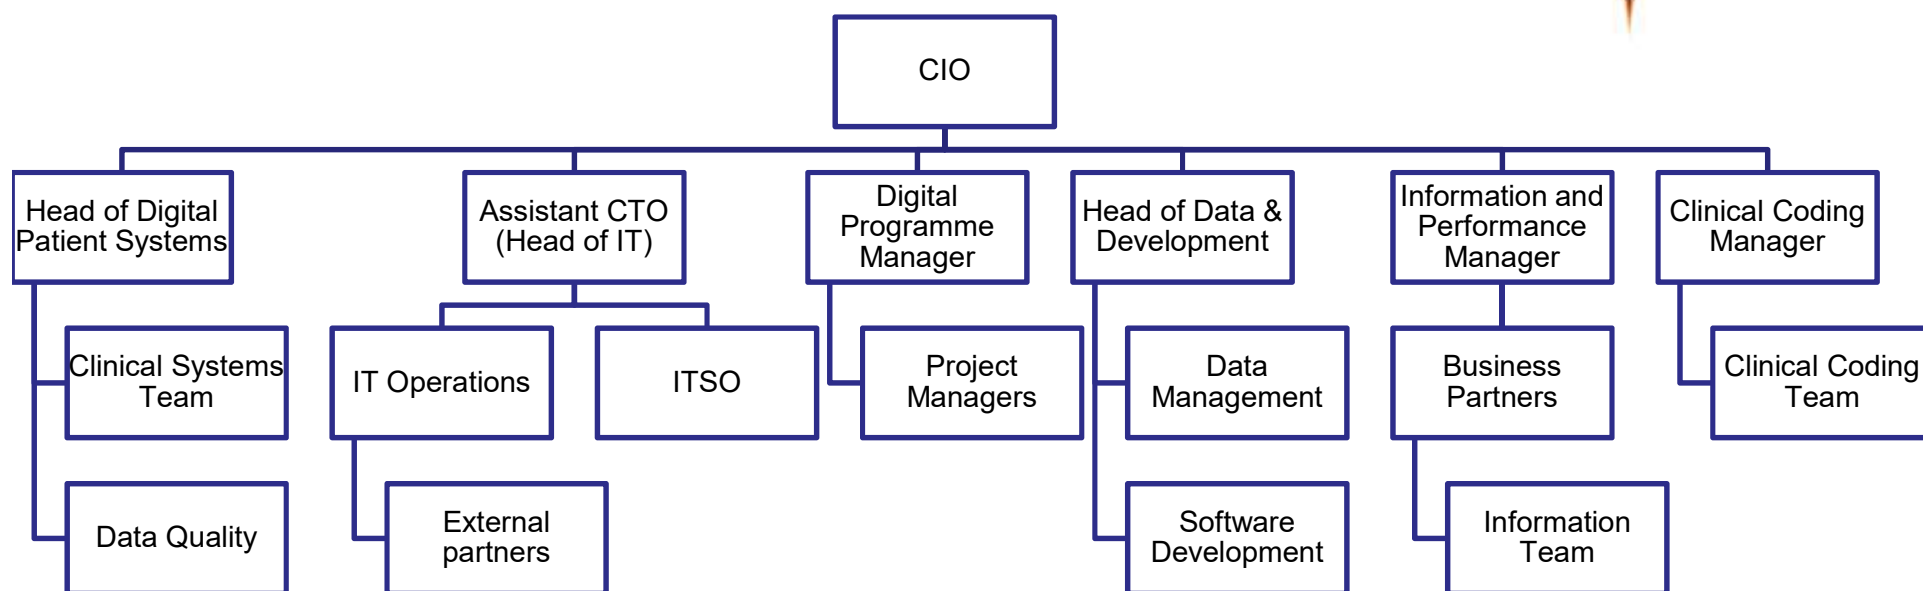 CIO
Head of Digital
Patient Systems
Assistant CTO
(Head of IT)
Digital
Programme
Manager
Head of Data &
Development
Information and
Performance
Manager
Clinical Coding
Manager
Clinical Systems
Team
IT Operations
ITSO
Project
Managers
Data
Management
Business
Partners
Clinical Coding
Team
Data Quality
External
partners
Software
Development
Information
Team